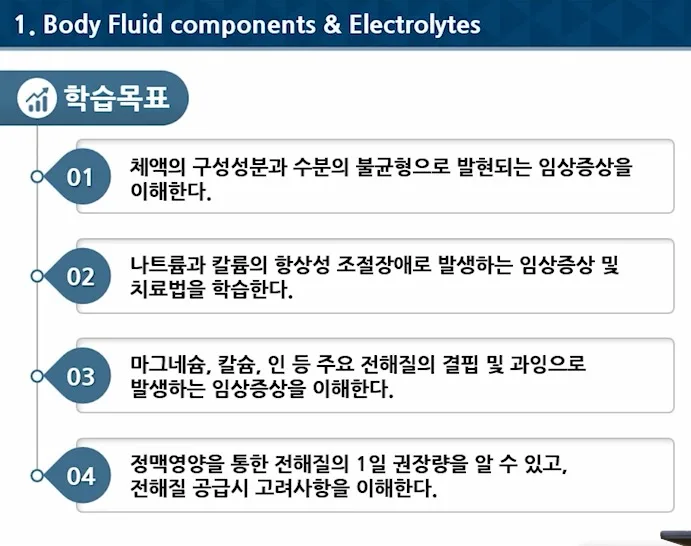 1. Body Fluid components & Electrolytes
학습목표
01
체액의 구성성분과 수분의 불균형으로 발현되는 임상증상을
이해한다.
02
나트륨과 칼륨의 항상성 조절장애로 발생하는 임상증상 및
치료법을 학습한다.
03
마그네슘, 칼슘, 인 등 주요 전해질의 결핍 및 과잉으로
발생하는 임상증상을 이해한다.
04
정맥영양을 통한 전해질의 1일 권장량을 알 수 있고,
전해질 공급시 고려사항을 이해한다.